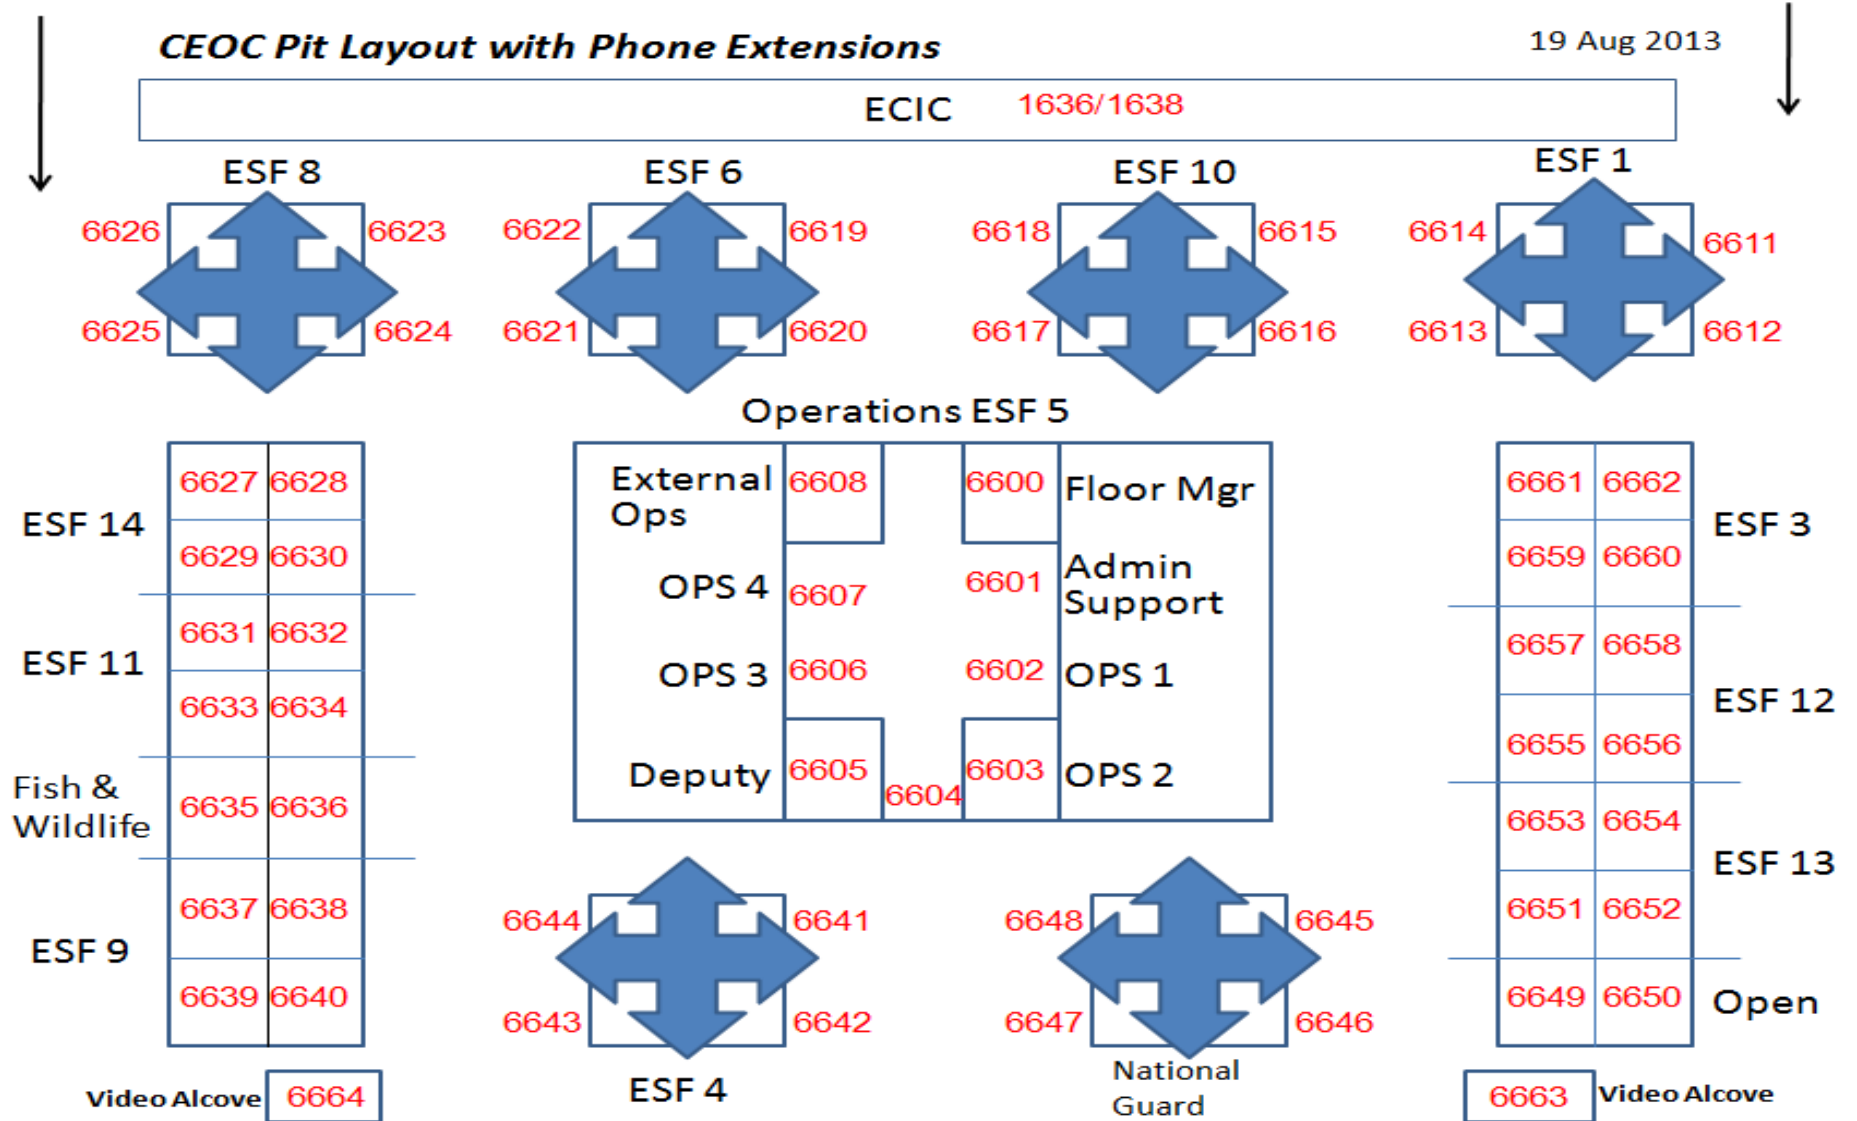 CEOC Pit Layout with Phone Extensions
19 Aug 2013
ECIC 1636/1638
ESF 8
ESF 6
ESF 10
ESF 1
6626 6623
6622 6619
6618 6615
6614 6611
6625 6624
6621 6620
6617 6616
6613 6612
Operations ESF 5
ESF 14
6627 6628
6629 6630
ESF 11
6631 6632
6633 6634
Fish &
Wildlife
6635 6636
ESF 9
6637 6638
6639 6640
Video Alcove 6664
External
Ops
6608
OPS 4 6607
OPS 3 6606
Deputy 6605
6604
6600 Floor Mgr
6601 Admin
Support
6602 OPS 1
6603 OPS 2
6644 6641
6643 6642
ESF 4
6648 6645
6647 6646
National
Guard
6661 6662
6659 6660
ESF 3
6657 6658
6655 6656
ESF 12
6653 6654
6651 6652
ESF 13
6649 6650 Open
6663 Video Alcove